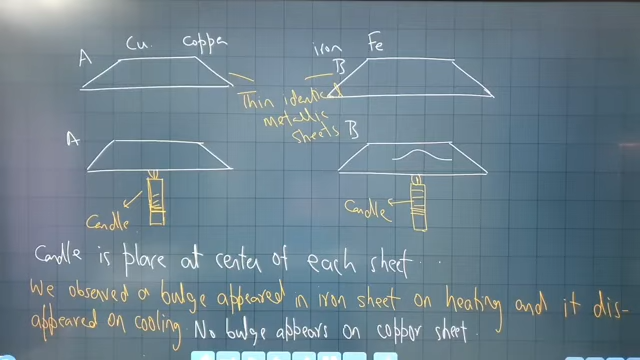 A Cu. Coppe
iron Fe
B
Thin identical
metallic
sheets
A
B
Candle
Candle
Candle is place at center of each sheet...
We observed a bulge appeared in iron sheet on heating and it dis-
appeared on cooling. No bulge appears on copper sheet.